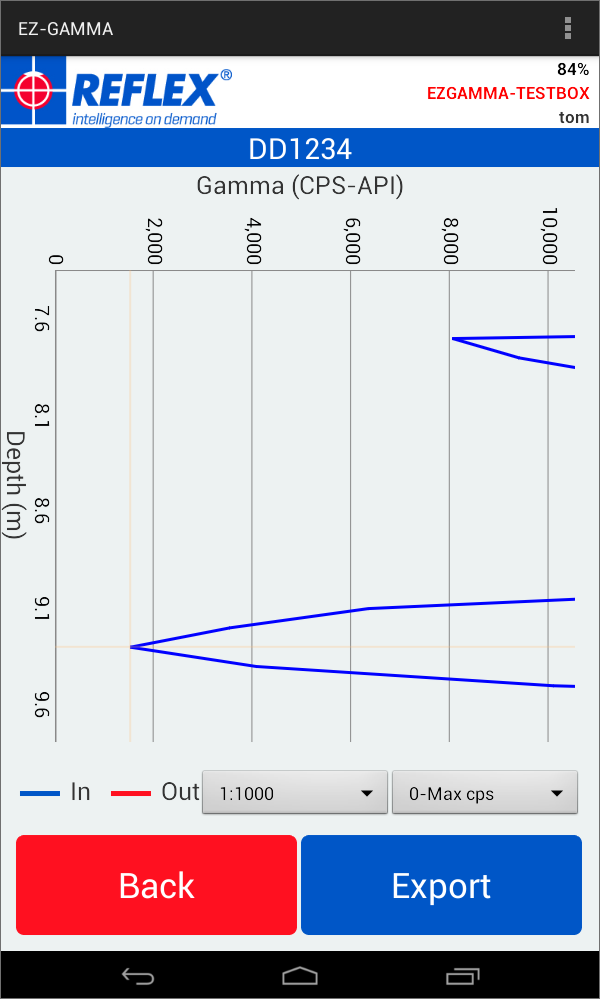 EZ-GAMMA
84%
REFLEX®
EZGAMMA-TESTBOX
intelligence on demand
tom
DD1234
Gamma (CPS-API)
0 2,000 4,000 6,000 8,000 10,000
Depth (m)
7.6
8.1
8.6
9.1
9.6
In Out 1:1000 0-Max cps
Back Export